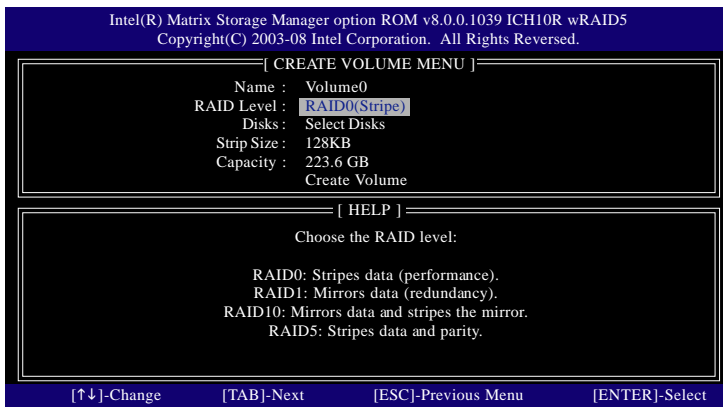 Intel(R) Matrix Storage Manager option ROM v8.0.0.1039 ICH10R wRAID5
Copyright(C) 2003-08 Intel Corporation. All Rights Reversed.
[ CREATE VOLUME MENU ]
Name : Volume0
RAID Level : RAID0(Stripe)
Disks : Select Disks
Strip Size : 128KB
Capacity : 223.6 GB
Create Volume
[ HELP ]
Choose the RAID level:
RAID0: Stripes data (performance).
RAID1: Mirrors data (redundancy).
RAID10: Mirrors data and stripes the mirror.
RAID5: Stripes data and parity.
[↑↓]-Change [TAB]-Next [ESC]-Previous Menu [ENTER]-Select